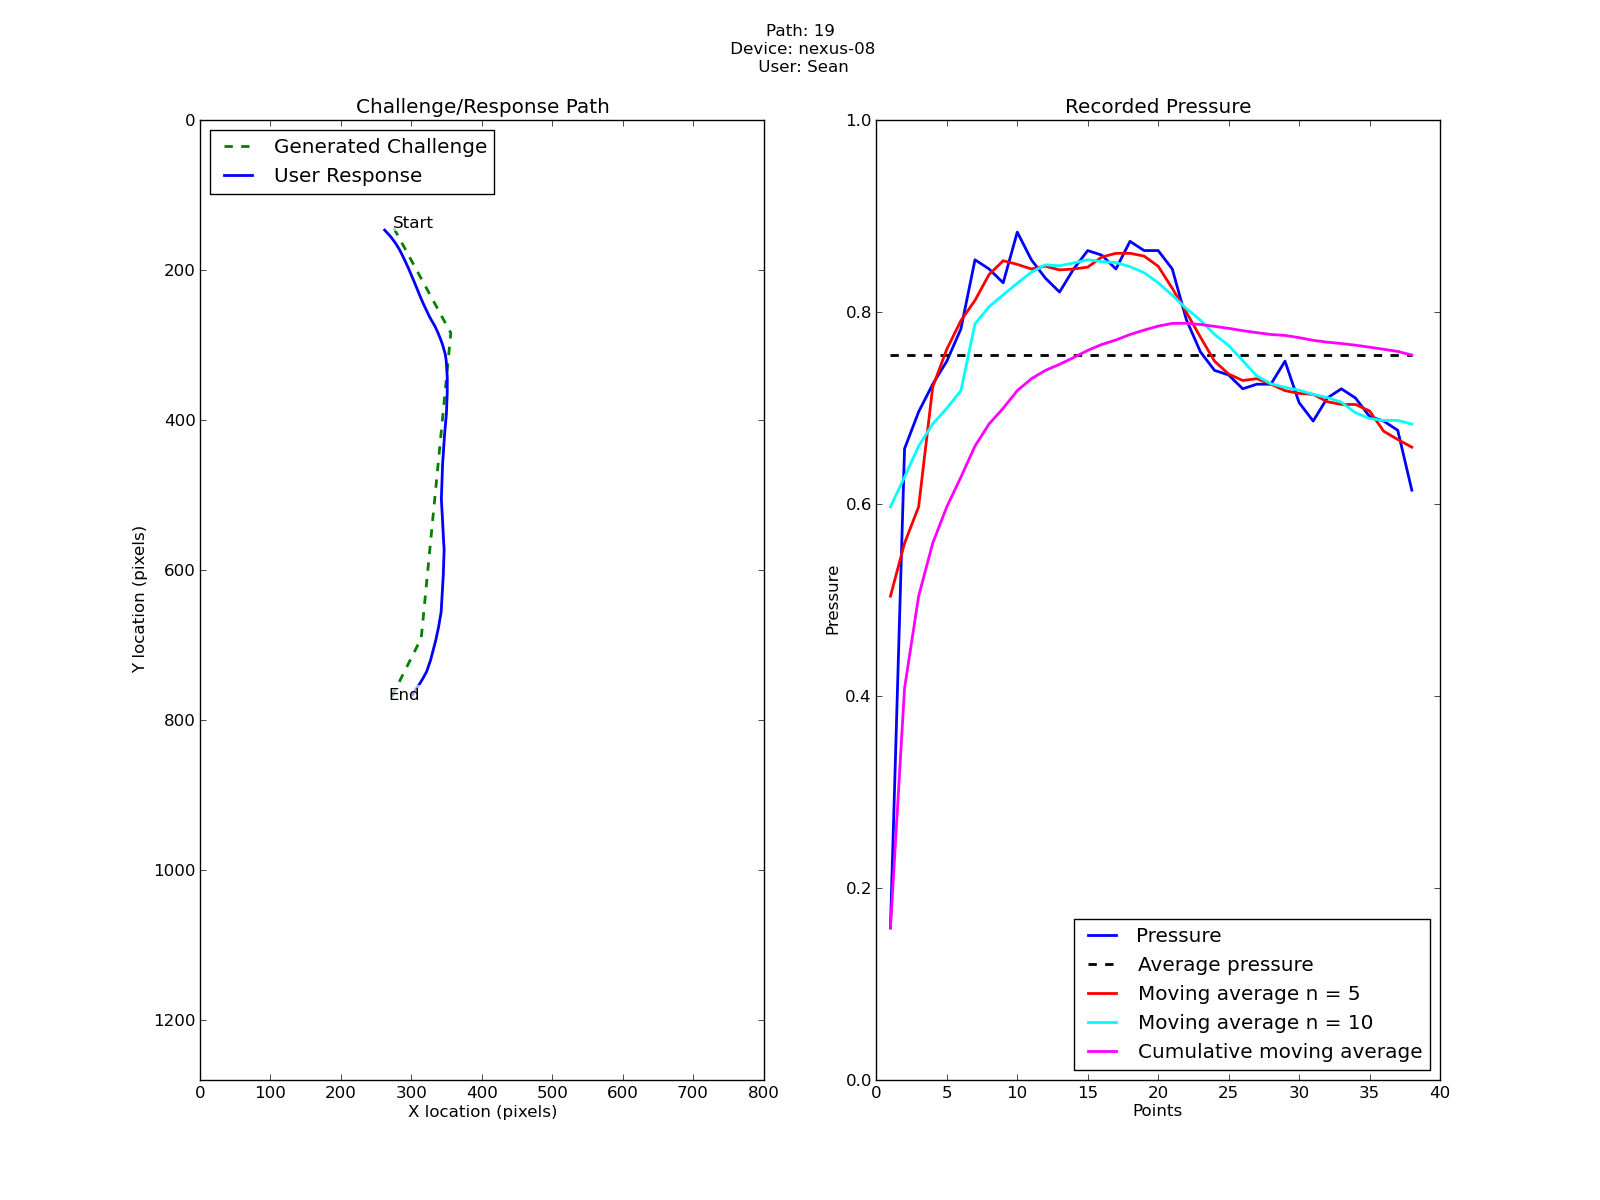 Path: 19
Device: nexus-08
User: Sean
Challenge/Response Path
Generated Challenge
User Response
Start
End
0
200
400
600
800
1000
1200
Y location (pixels)
0 100 200 300 400 500 600 700 800
X location (pixels)
Recorded Pressure
1.0
0.8
0.6
0.4
0.2
0.0
Pressure
Pressure
Average pressure
Moving average n = 5
Moving average n = 10
Cumulative moving average
0 5 10 15 20 25 30 35 40
Points